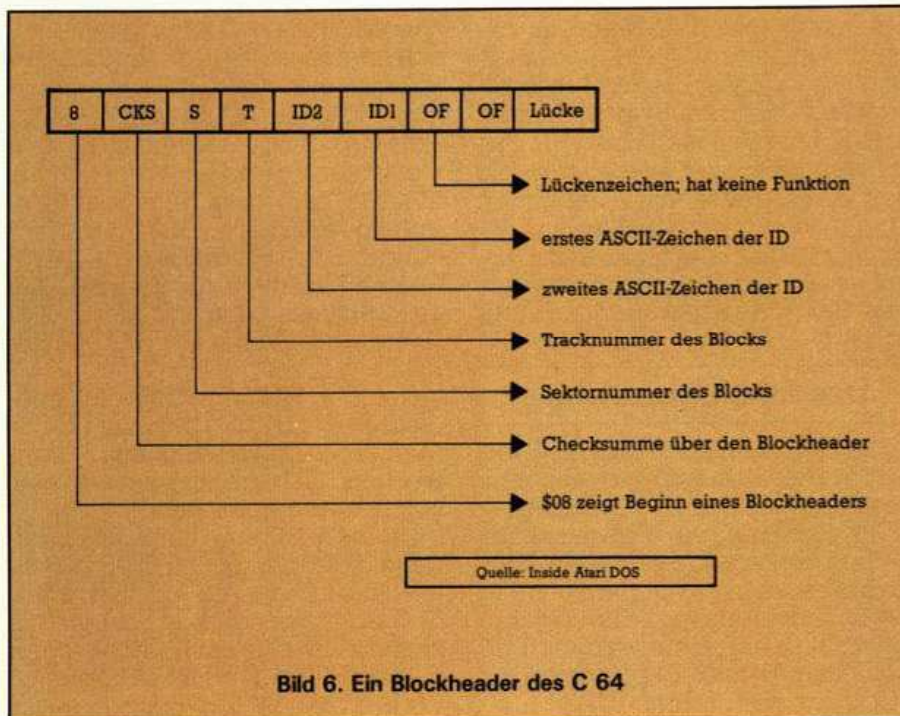 8 CKS S T ID2 ID1 OF OF Lücke
Lückenzeichen; hat keine Funktion
erstes ASCII-Zeichen der ID
zweites ASCII-Zeichen der ID
Tracknummer des Blocks
Sektornummer des Blocks
Checksumme über den Blockheader
$08 zeigt Beginn eines Blockheaders
Quelle: Inside Atari DOS
Bild 6. Ein Blockheader des C 64